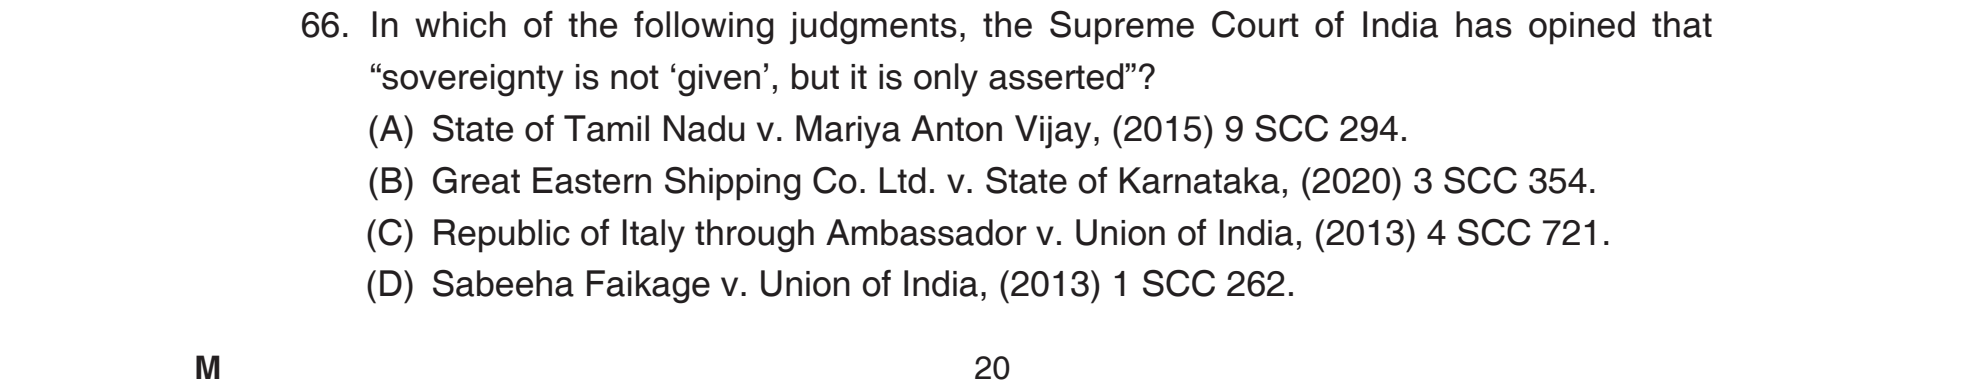 66. In which of the following judgments, the Supreme Court of India has opined that
“sovereignty is not ‘given’, but it is only asserted”?
(A) State of Tamil Nadu v. Mariya Anton Vijay, (2015) 9 SCC 294.
(B) Great Eastern Shipping Co. Ltd. v. State of Karnataka, (2020) 3 SCC 354.
(C) Republic of Italy through Ambassador v. Union of India, (2013) 4 SCC 721.
(D) Sabeeha Faikage v. Union of India, (2013) 1 SCC 262.
M 20